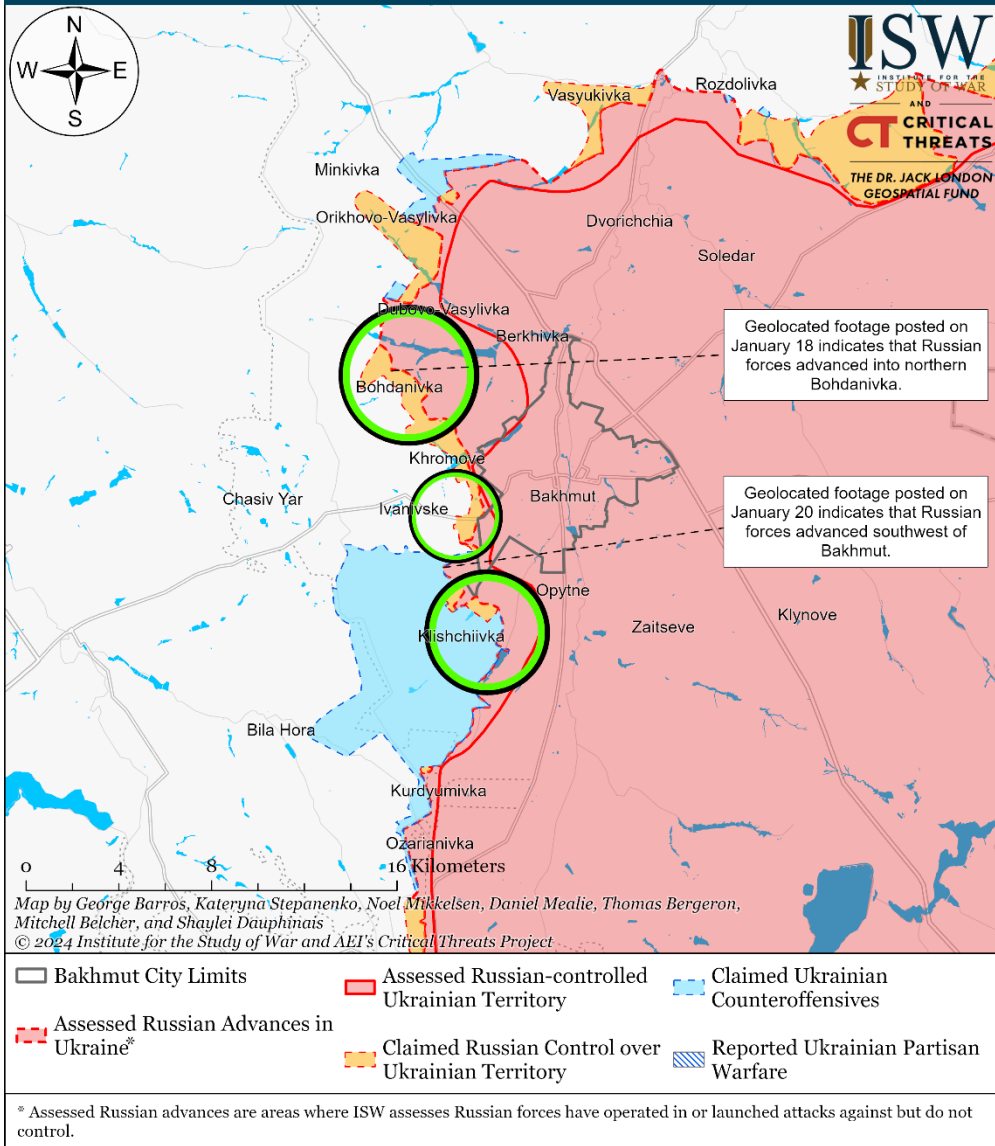 N
W
E
S
ISW
INSTITUTE FOR THE
STUDY OF WAR
AND
CT CRITICAL
THREATS
THE DR. JACK LONDON
GEOSPATIAL FUND
Vasyukivka
Rozdolivka
Minkivka
Orikhovo-Vasylivka
Dvorichchia
Soledar
Dubovo-Vasylivka
Berkhivka
Geolocated footage posted on
January 18 indicates that Russian
forces advanced into northern
Bohdanivka.
Bohdanivka
Khromove
Chasiv Yar
Ivanivske
Bakhmut
Geolocated footage posted on
January 20 indicates that Russian
forces advanced southwest of
Bakhmut.
Opytne
Klishchiivka
Zaitseve
Klynove
Bila Hora
Kurdyumivka
Ozarianivka
0 4 8 16 Kilometers
Map by George Barros, Kateryna Stepanenko, Noel Mikkelsen, Daniel Mealie, Thomas Bergeron,
Mitchell Belcher, and Shaylei Dauphinais
© 2024 Institute for the Study of War and AEI's Critical Threats Project
Bakhmut City Limits
Assessed Russian Advances in
Ukraine*
Assessed Russian-controlled
Ukrainian Territory
Claimed Russian Control over
Ukrainian Territory
Claimed Ukrainian
Counteroffensives
Reported Ukrainian Partisan
Warfare
* Assessed Russian advances are areas where ISW assesses Russian forces have operated in or launched attacks against but do not
control.